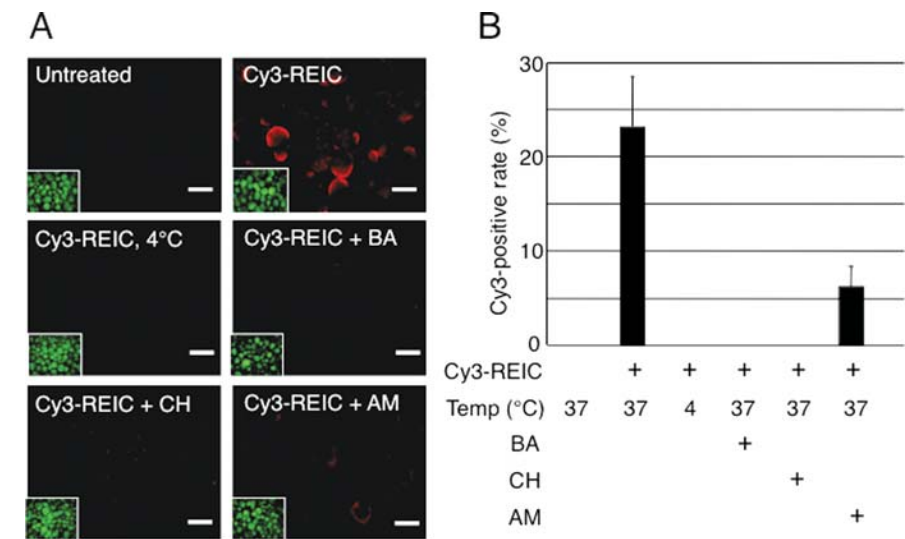 A
Untreated
Cy3-REIC
Cy3-REIC, 4°C
Cy3-REIC + BA
Cy3-REIC + CH
Cy3-REIC + AM
B
Cy3-positive rate (%)
30
20
10
0
Cy3-REIC + + + + +
Temp (°C) 37 37 4 37 37 37
BA +
CH +
AM +